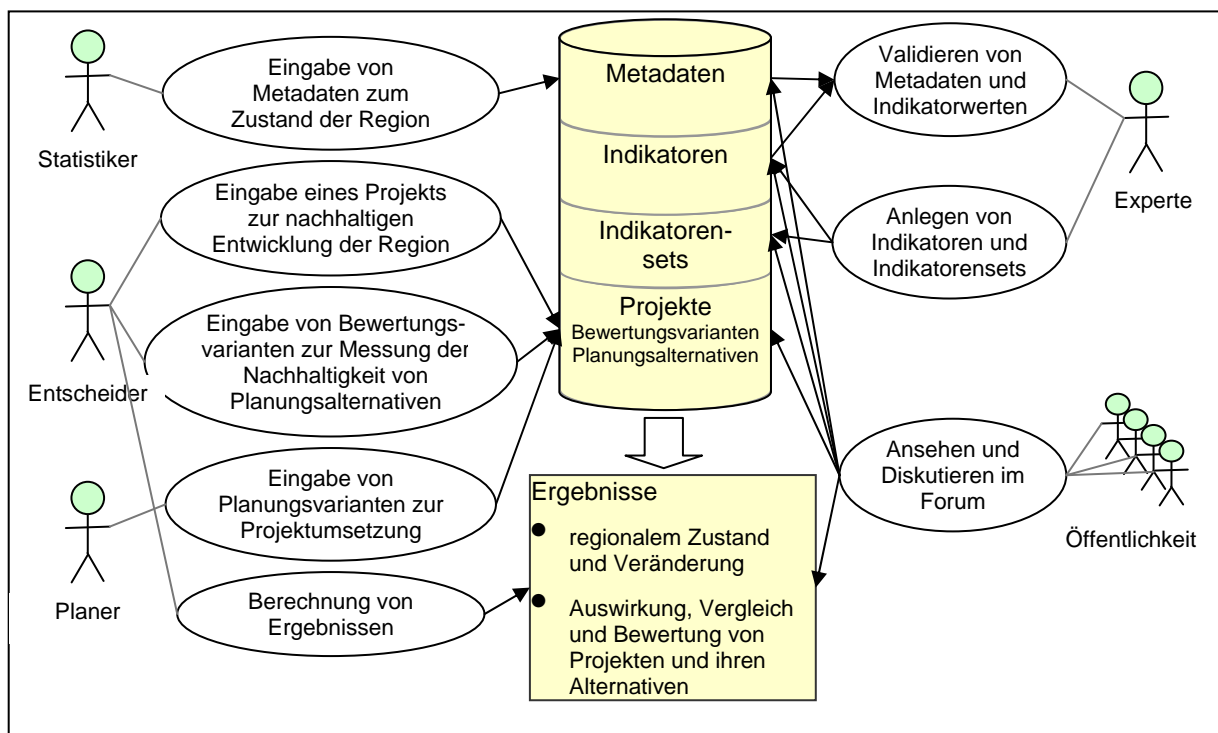 Eingabe von
Metadaten zum
Zustand der Region
Statistiker
Eingabe eines Projekts
zur nachhaltigen
Entwicklung der Region
Eingabe von Bewertungs-
varianten zur Messung der
Nachhaltigkeit von
Planungsalternativen
Entscheider
Eingabe von
Planungsvarianten zur
Projektumsetzung
Planer
Berechnung von
Ergebnissen
Metadaten
Indikatoren
Indikatoren-
sets
Projekte
Bewertungsvarianten
Planungsalternativen
Ergebnisse
● regionalem Zustand
und Veränderung
● Auswirkung, Vergleich
und Bewertung von
Projekten und ihren
Alternativen
Validieren von
Metadaten und
Indikatorwerten
Experte
Anlegen von
Indikatoren und
Indikatorensets
Ansehen und
Diskutieren im
Forum
Öffentlichkeit